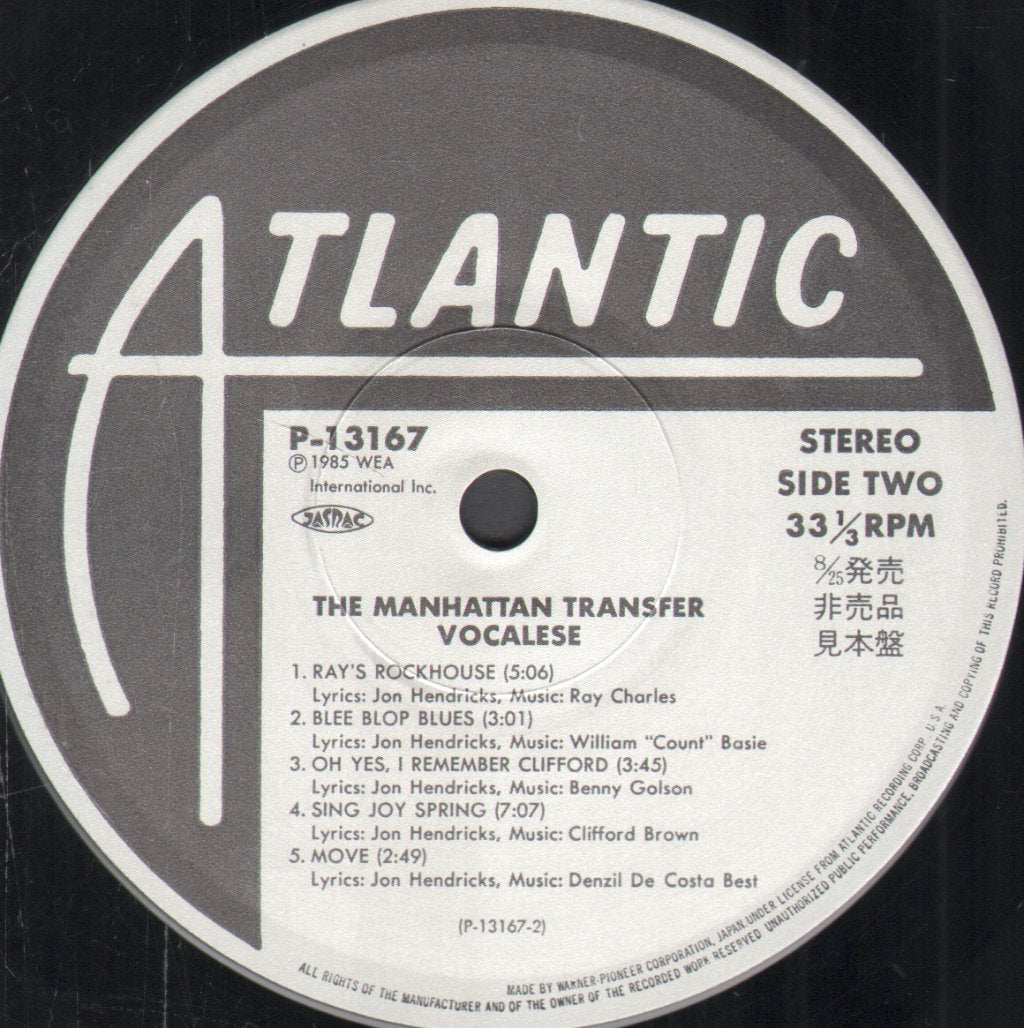 ATLANTIC
P-13167
Ⓟ1985 WEA
International Inc.
JASRAC
STEREO
SIDE TWO
33 1/3 RPM
8/25発売
非売品
見本盤
THE MANHATTAN TRANSFER
VOCALESE
1. RAY'S ROCKHOUSE (5:06)
Lyrics: Jon Hendricks, Music: Ray Charles
2. BLEE BLOP BLUES (3:01)
Lyrics: Jon Hendricks, Music: William "Count" Basie
3. OH YES, I REMEMBER CLIFFORD (3:45)
Lyrics: Jon Hendricks, Music: Benny Golson
4. SING JOY SPRING (7:07)
Lyrics: Jon Hendricks, Music: Clifford Brown
5. MOVE (2:49)
Lyrics: Jon Hendricks, Music: Denzil De Costa Best
(P-13167-2)
MADE BY WARNER-PIONEER CORPORATION, JAPAN.UNDER LICENSE FROM ATLANTIC RECORDING CORP., U.S.A.
ALL RIGHTS OF THE MANUFACTURER AND OF THE OWNER OF THE RECORDED WORK RESERVED UNAUTHORIZED PUBLIC PERFORMANCE, BROADCASTING AND COPYING OF THIS RECORD PROHIBITED.